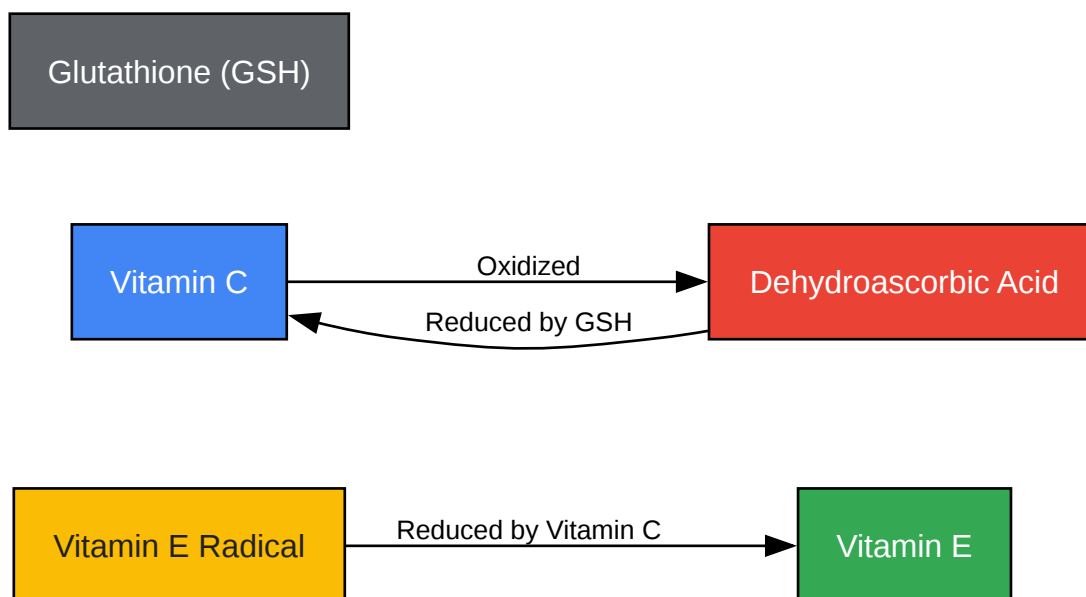 Glutathione (GSH)
Vitamin C
Oxidized
Dehydroascorbic Acid
Reduced by GSH
Vitamin E Radical
Reduced by Vitamin C
Vitamin E